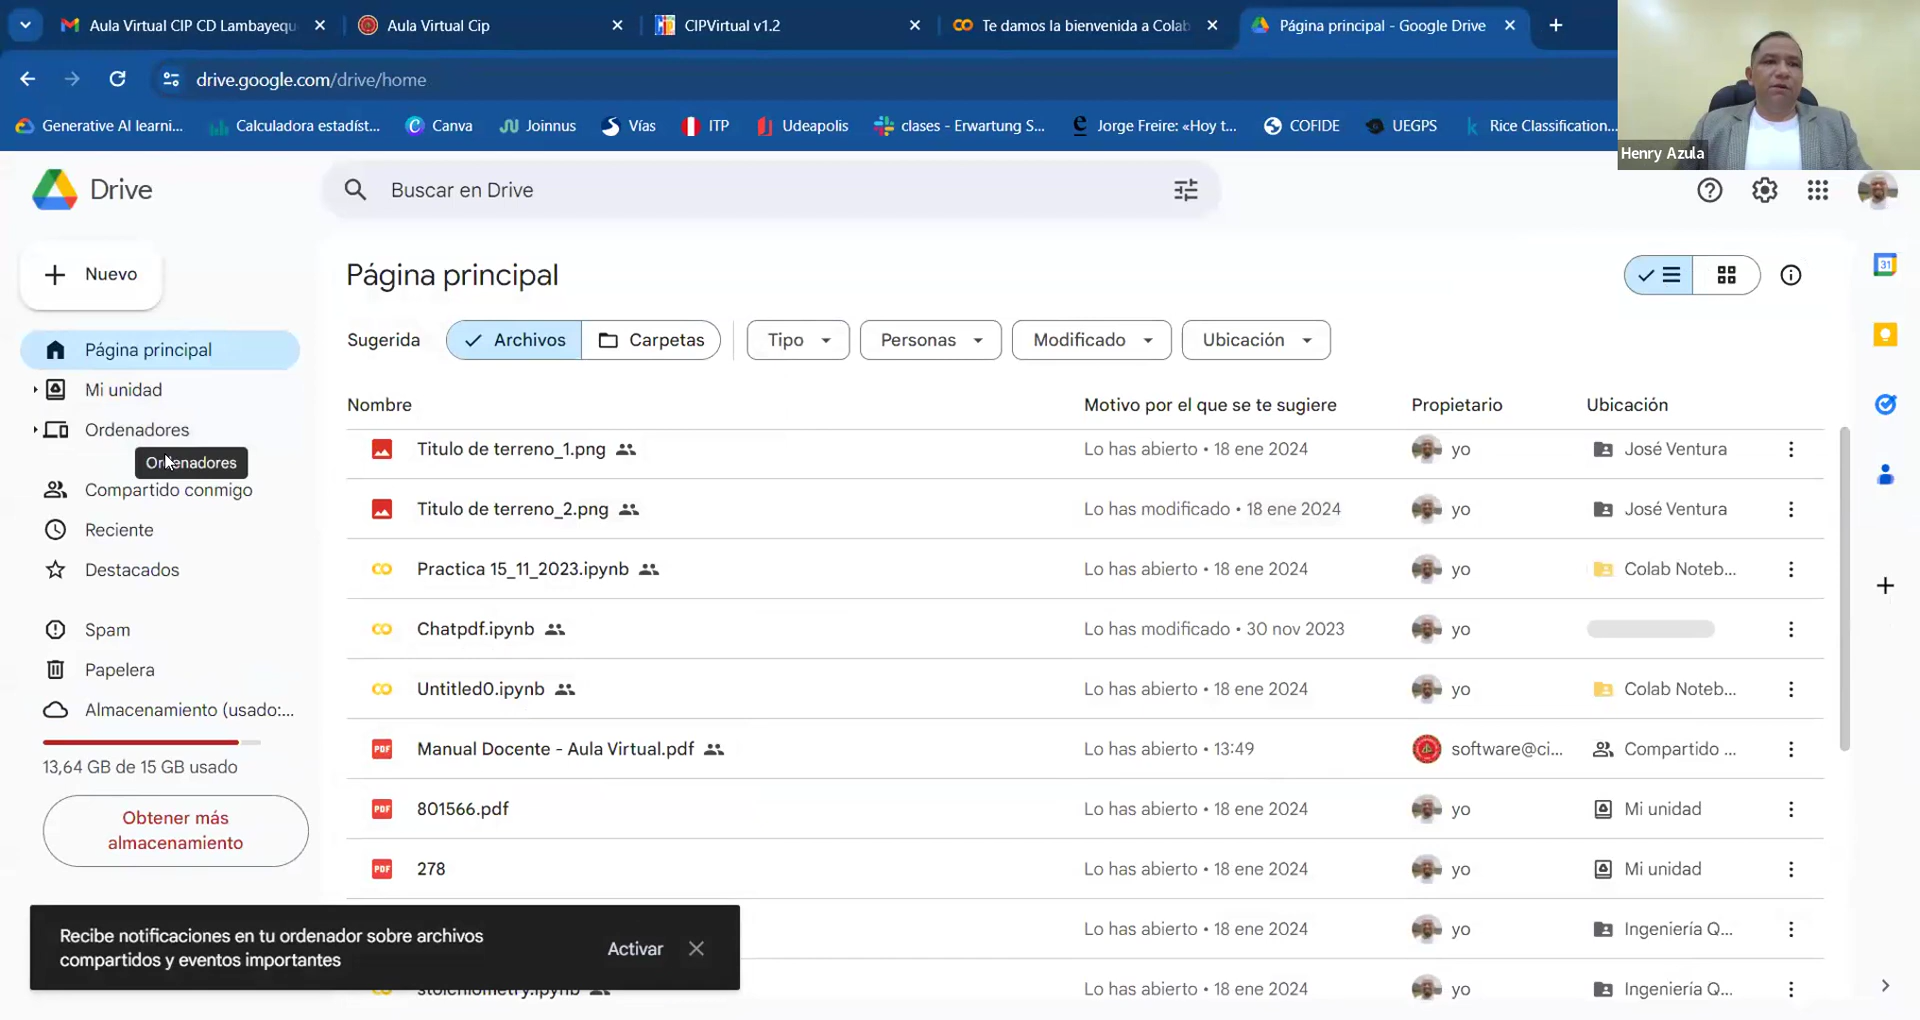 Aula Virtual CIP CD Lambayequ
Aula Virtual Cip
CIPVirtual v1.2
Te damos la bienvenida a Colab
Página principal - Google Drive
drive.google.com/drive/home
Generative AI learni...
Calculadora estadíst...
Canva
Joinnus
Vías
ITP
Udeapolis
clases - Erwartung S...
Jorge Freire: «Hoy t...
COFIDE
UEGPS
Rice Classification...
Henry Azula
Drive
Buscar en Drive
Nuevo
Página principal
Sugerida
Archivos
Carpetas
Tipo
Personas
Modificado
Ubicación
Página principal
Mi unidad
Ordenadores
Ordenadores
Compartido conmigo
Reciente
Destacados
Spam
Papelera
Almacenamiento (usado:...
13,64 GB de 15 GB usado
Obtener más
almacenamiento
Nombre Motivo por el que se te sugiere Propietario Ubicación
Titulo de terreno_1.png Lo has abierto • 18 ene 2024 yo José Ventura
Titulo de terreno_2.png Lo has modificado • 18 ene 2024 yo José Ventura
Practica 15_11_2023.ipynb Lo has abierto • 18 ene 2024 yo Colab Noteb...
Chatpdf.ipynb Lo has modificado • 30 nov 2023 yo
Untitled0.ipynb Lo has abierto • 18 ene 2024 yo Colab Noteb...
PDF Manual Docente - Aula Virtual.pdf Lo has abierto • 13:49 software@ci... Compartido ...
PDF 801566.pdf Lo has abierto • 18 ene 2024 yo Mi unidad
PDF 278 Lo has abierto • 18 ene 2024 yo Mi unidad
Lo has abierto • 18 ene 2024 yo Ingeniería Q...
stoichiometry.ipynb Lo has abierto • 18 ene 2024 yo Ingeniería Q...
Recibe notificaciones en tu ordenador sobre archivos
compartidos y eventos importantes
Activar
31